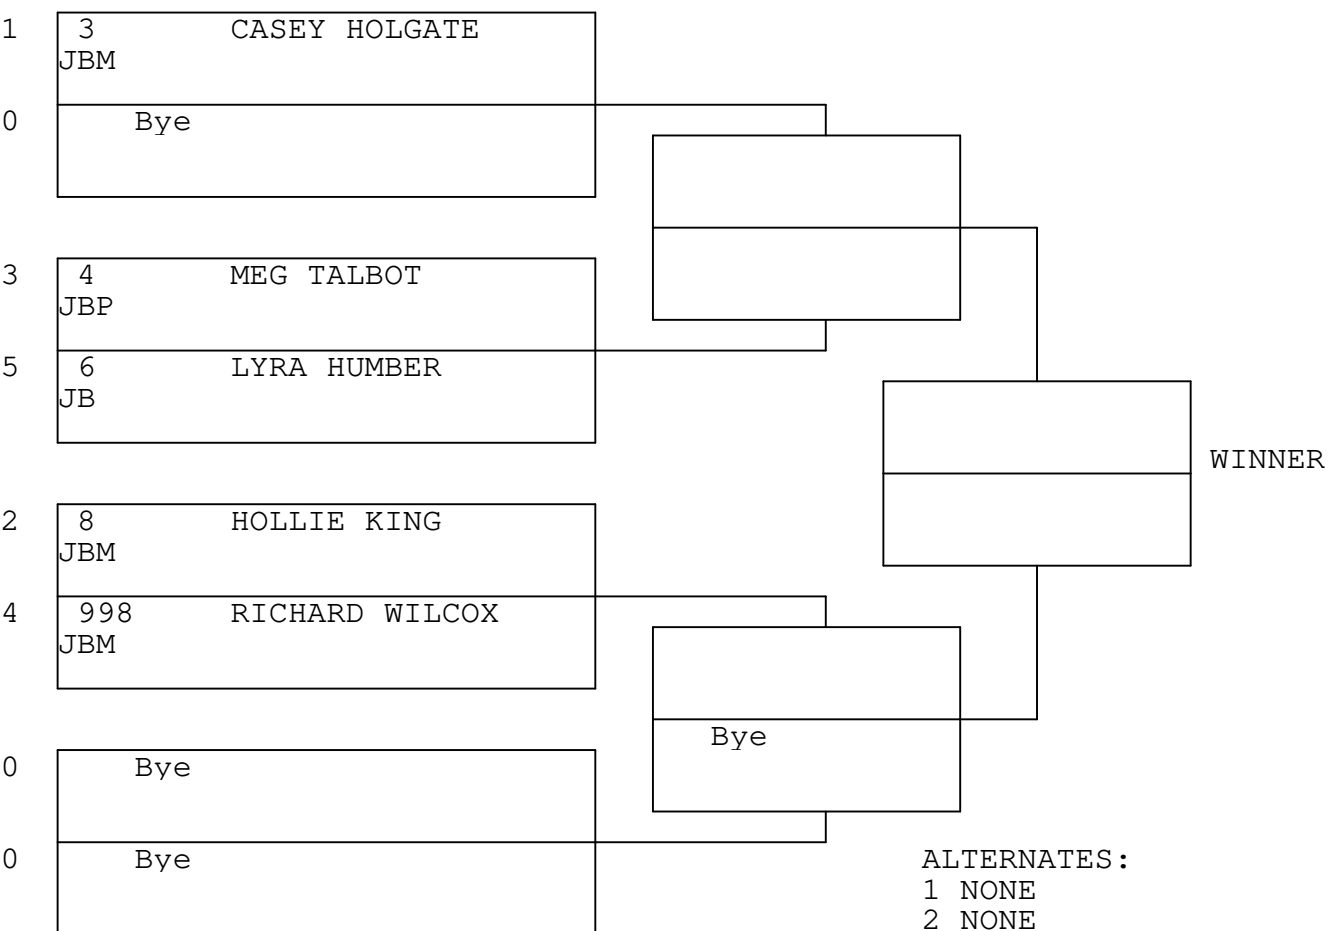 1 3 CASEY HOLGATE
JBM
0 Bye
3 4 MEG TALBOT
JBP
5 6 LYRA HUMBER
JB
WINNER
2 8 HOLLIE KING
JBM
4 998 RICHARD WILCOX
JBM
Bye
0 Bye
0 Bye
ALTERNATES:
1 NONE
2 NONE